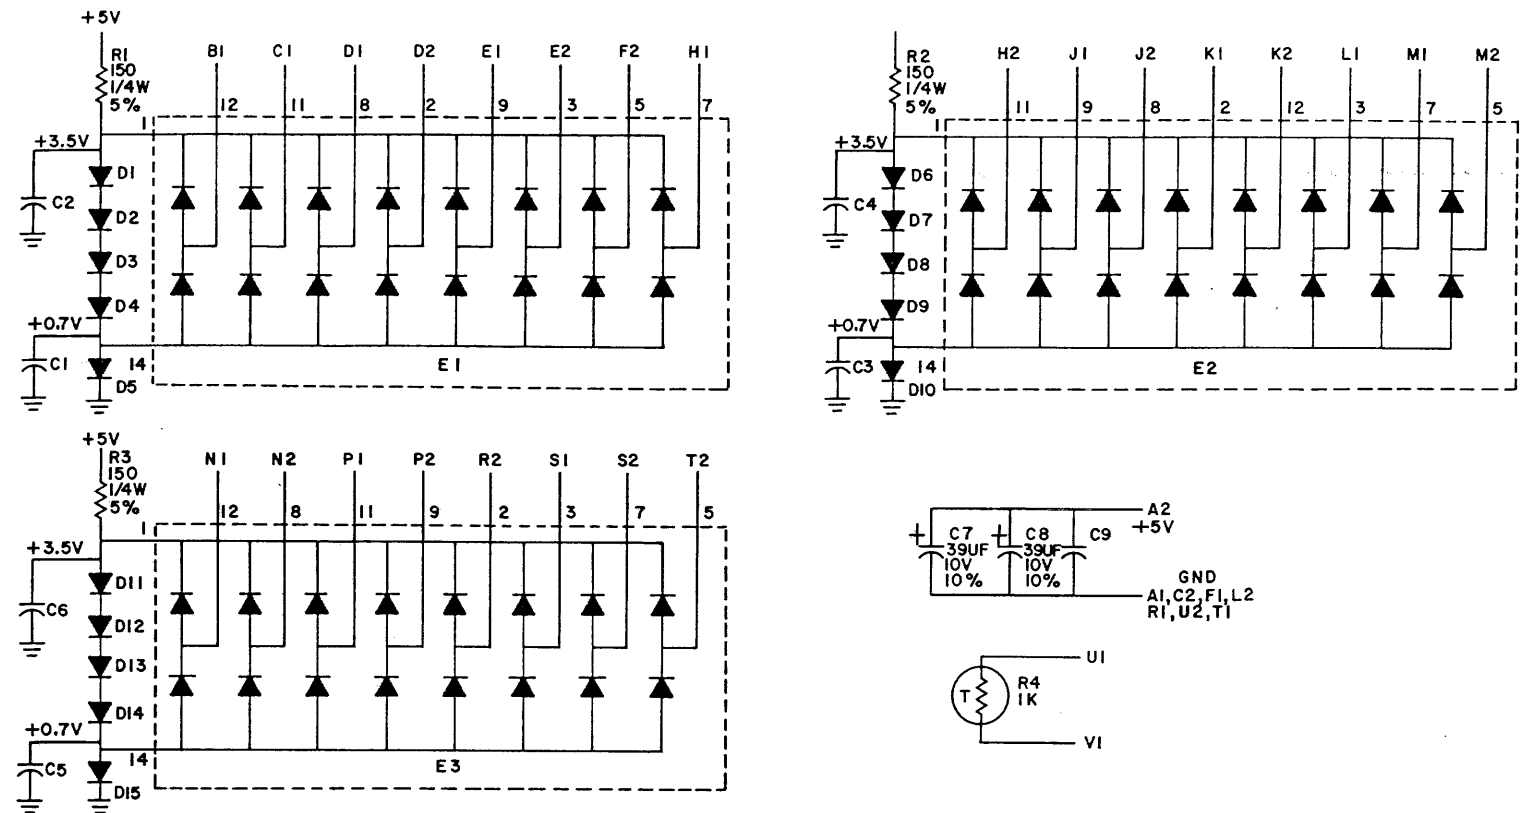 +5V
R1
150
1/4W
5%
B1 C1 D1 D2 E1 E2 F2 H1
12 11 8 2 9 3 5 7
1
+3.5V
D1
C2
D2
D3
D4
+0.7V
C1
14
D5
E1
R2
150
1/4W
5%
H2 J1 J2 K1 K2 L1 M1 M2
11 9 8 2 12 3 7 5
1
+3.5V
D6
C4
D7
D8
D9
+0.7V
C3
14
D10
E2
+5V
R3
150
1/4W
5%
N1 N2 P1 P2 R2 S1 S2 T2
12 8 11 9 2 3 7 5
1
+3.5V
D11
C6
D12
D13
D14
+0.7V
C5
14
D15
E3
A2
+5V
+ C7
39UF
10V
10%
+ C8
39UF
10V
10%
C9
GND
A1,C2,F1,L2
R1,U2,T1
U1
T
R4
1K
V1